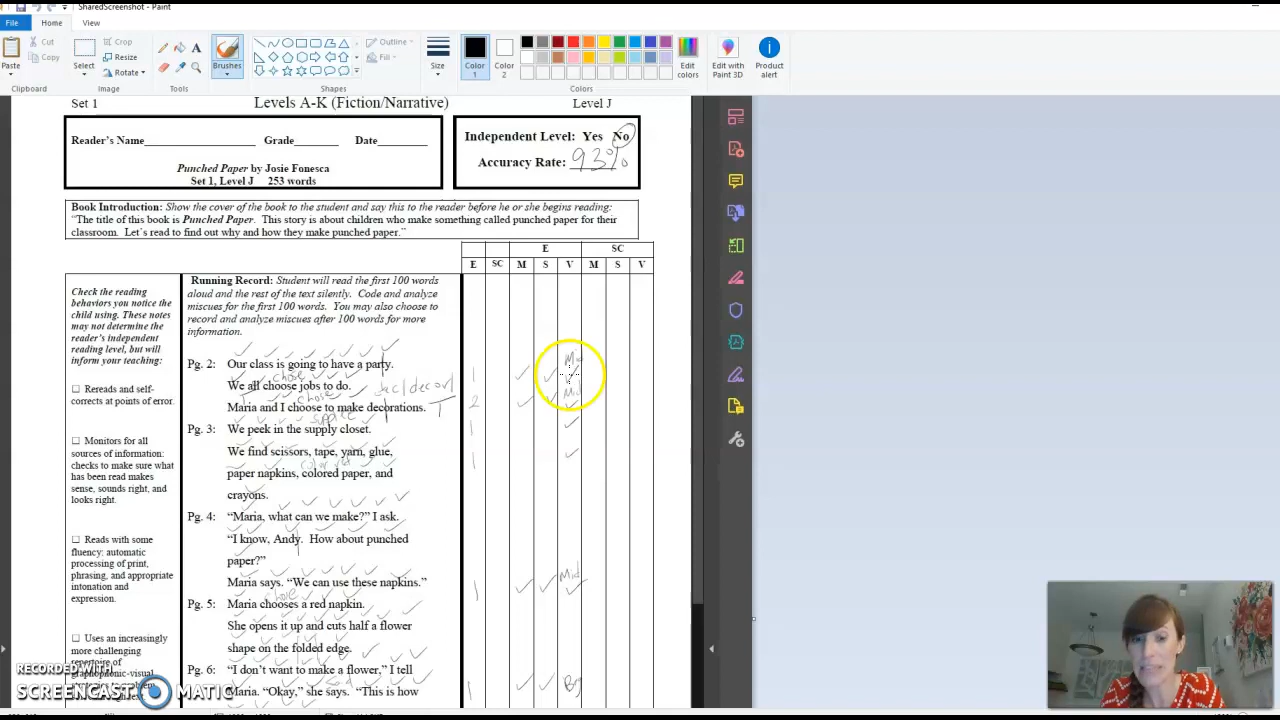 SharedScreenshot - Paint
File Home View
Paste Cut Copy
Select Crop Resize Rotate
A
Brushes
Outline Fill
Size
Color 1 Color 2
Edit colors
Edit with Paint 3D
Product alert
Clipboard Image Tools Shapes Colors
Set 1 Levels A-K (Fiction/Narrative) Level J
Reader's Name Grade Date
Punched Paper by Josie Fonesca
Set 1, Level J 253 words
Independent Level: Yes No
Accuracy Rate: 93%
Book Introduction: Show the cover of the book to the student and say this to the reader before he or she begins reading:
"The title of this book is Punched Paper. This story is about children who make something called punched paper for their
classroom. Let's read to find out why and how they make punched paper."
E SC
E SC M S V M S V
Check the reading
behaviors you notice the
child using. These notes
may not determine the
reader's independent
reading level, but will
inform your teaching:
☐ Rereads and self-
corrects at points of error.
☐ Monitors for all
sources of information:
checks to make sure what
has been read makes
sense, sounds right, and
looks right.
☐ Reads with some
fluency: automatic
processing of print,
phrasing, and appropriate
intonation and
expression.
☐ Uses an increasingly
more challenging
repertoire of
graphophonic-visual
Running Record: Student will read the first 100 words
aloud and the rest of the text silently. Code and analyze
miscues for the first 100 words. You may also choose to
record and analyze miscues after 100 words for more
information.
Pg. 2: Our class is going to have a party.
chose
We all choose jobs to do.
chose
Maria and I choose to make decorations.
Pg. 3: We peek in the supply closet.
We find scissors, tape, yarn, glue,
paper napkins, colored paper, and
crayons.
Pg. 4: "Maria, what can we make?" I ask.
"I know, Andy. How about punched
paper?"
Maria says. "We can use these napkins."
chose
Pg. 5: Maria chooses a red napkin.
She opens it up and cuts half a flower
shape on the folded edge.
Pg. 6: "I don't want to make a flower," I tell
Maria. "Okay," she says. "This is how
1
2
1
1
1
1
Mid
Mid
Beg
RECORDED WITH
SCREENCAST MATIC